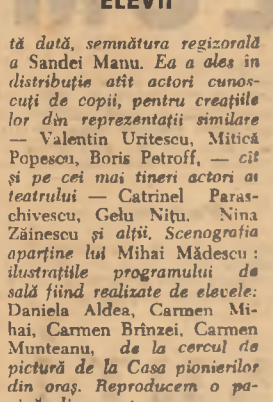 ELEVII
tă dată, semnătura regizorală
a Sandei Manu. Ea a ales în
distribuție atît actori cunos-
cuți de copii, pentru creațiile
lor din reprezentații similare
— Valentin Uritescu, Mitică
Popescu, Boris Petroff, — cît
și pe cei mai tineri actori ai
teatrului — Catrinel Paras-
chivescu, Gelu Nițu, Nina
Zăinescu și alții. Scenografia
aparține lui Mihai Mădescu :
ilustrațiile programului de
sală fiind realizate de elevele:
Daniela Aldea, Carmen Mi-
hai, Carmen Brînzei, Carmen
Munteanu, de la cercul de
pictură de la Casa pionierilor
din oraș. Reproducem o pa-